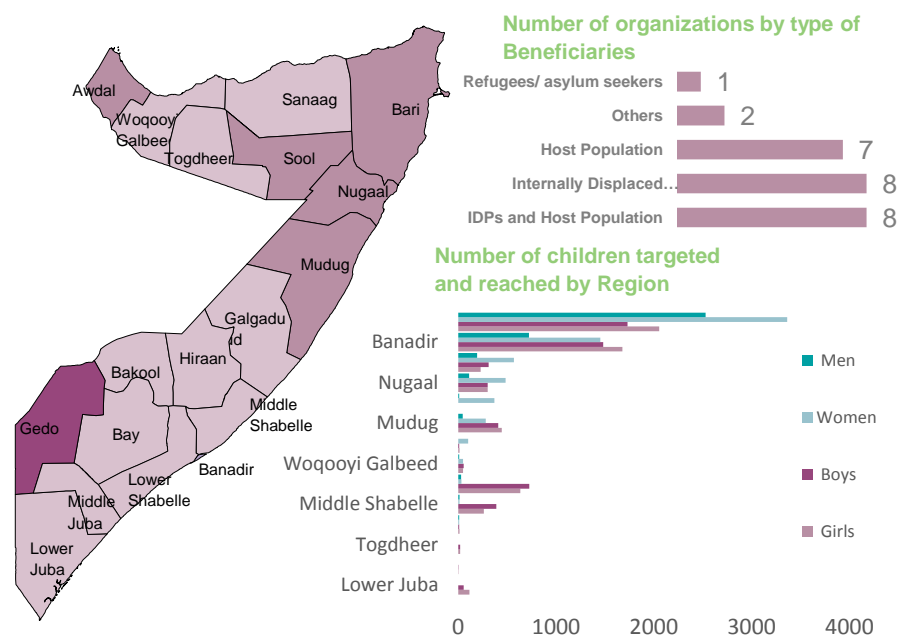 Number of organizations by type of
Beneficiaries
Refugees/ asylum seekers
1
Others
2
Host Population
7
Internally Displaced…
8
IDPs and Host Population
8
Awdal
Woqooyi
Galbeed
Togdheer
Sanaag
Bari
Sool
Nugaal
Mudug
Galgadu
ud
Hiraan
Bakool
Gedo
Bay
Middle
Shabelle
Banadir
Lower
Shabelle
Middle
Juba
Lower
Juba
Number of children targeted
and reached by Region
Banadir
Nugaal
Mudug
Woqooyi Galbeed
Middle Shabelle
Togdheer
Lower Juba
0 1000 2000 3000 4000
Men
Women
Boys
Girls